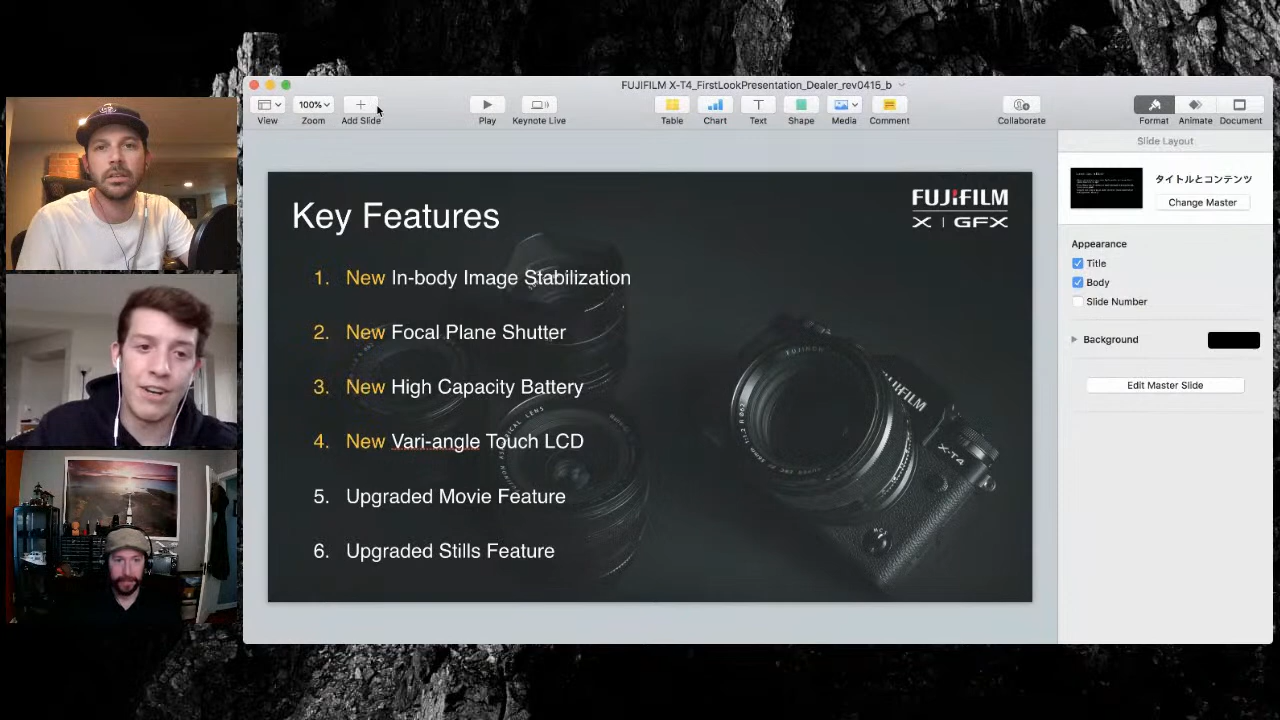 FUJIFILM X-T4_FirstLookPresentation_Dealer_rev0415_b
100%
View
Zoom
Add Slide
Play
Keynote Live
Table
Chart
Text
Shape
Media
Comment
Collaborate
Format
Animate
Document
Slide Layout
タイトルとコンテンツ
Change Master
Appearance
Title
Body
Slide Number
Background
Edit Master Slide
Key Features
FUJIFILM
X | GFX
1. New In-body Image Stabilization
2. New Focal Plane Shutter
3. New High Capacity Battery
4. New Vari-angle Touch LCD
5. Upgraded Movie Feature
6. Upgraded Stills Feature
FUJINON
FUJIFILM
X-T4